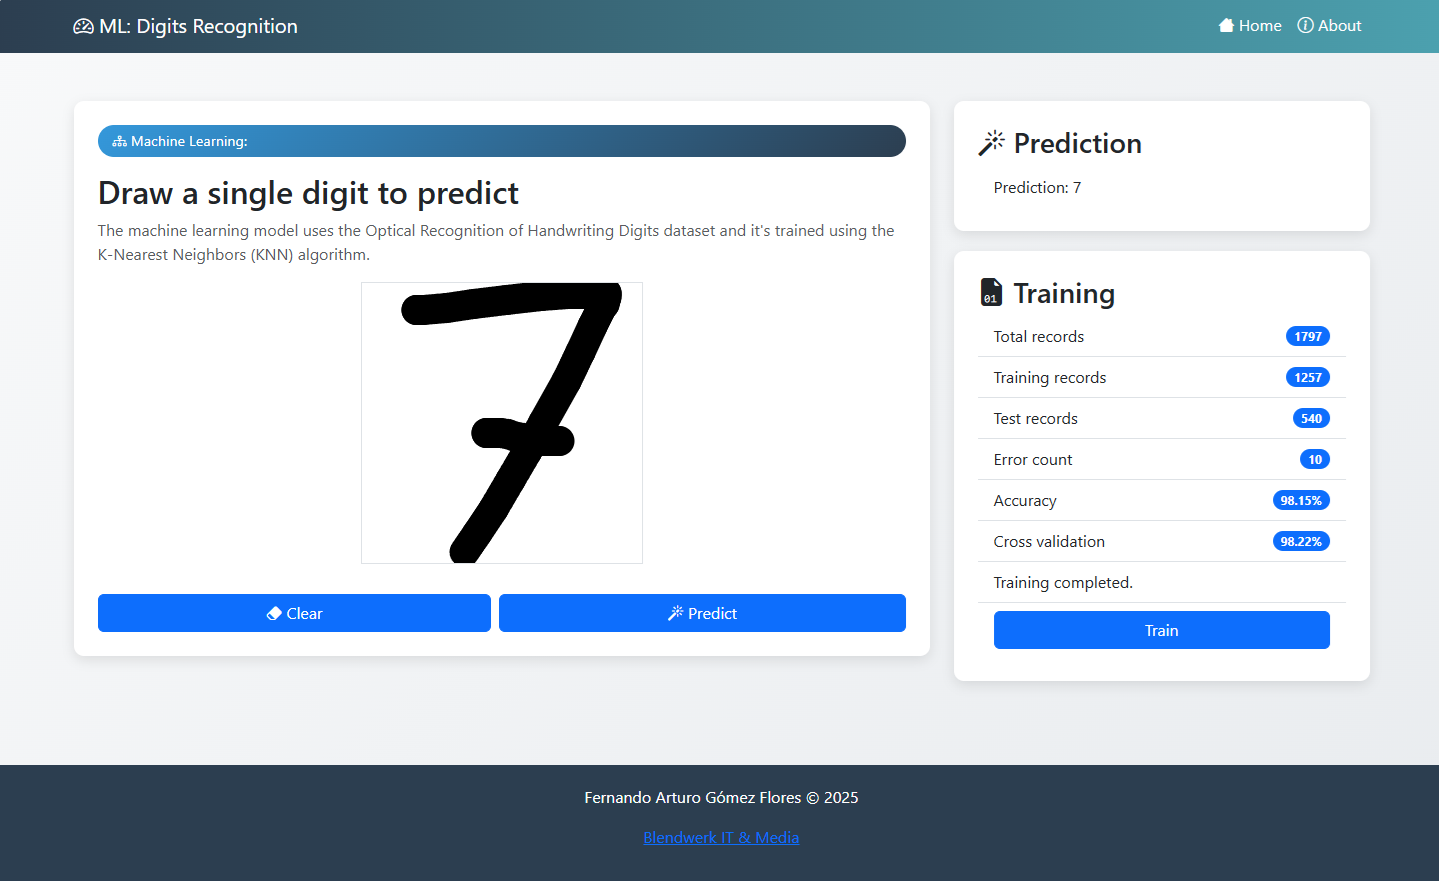 ML: Digits Recognition
Home
About
Machine Learning:
Draw a single digit to predict
The machine learning model uses the Optical Recognition of Handwriting Digits dataset and it's trained using the
K-Nearest Neighbors (KNN) algorithm.
7
Clear
Predict
Prediction
Prediction: 7
01
Training
Total records 1797
Training records 1257
Test records 540
Error count 10
Accuracy 98.15%
Cross validation 98.22%
Training completed.
Train
Fernando Arturo Gómez Flores © 2025
Blendwerk IT & Media